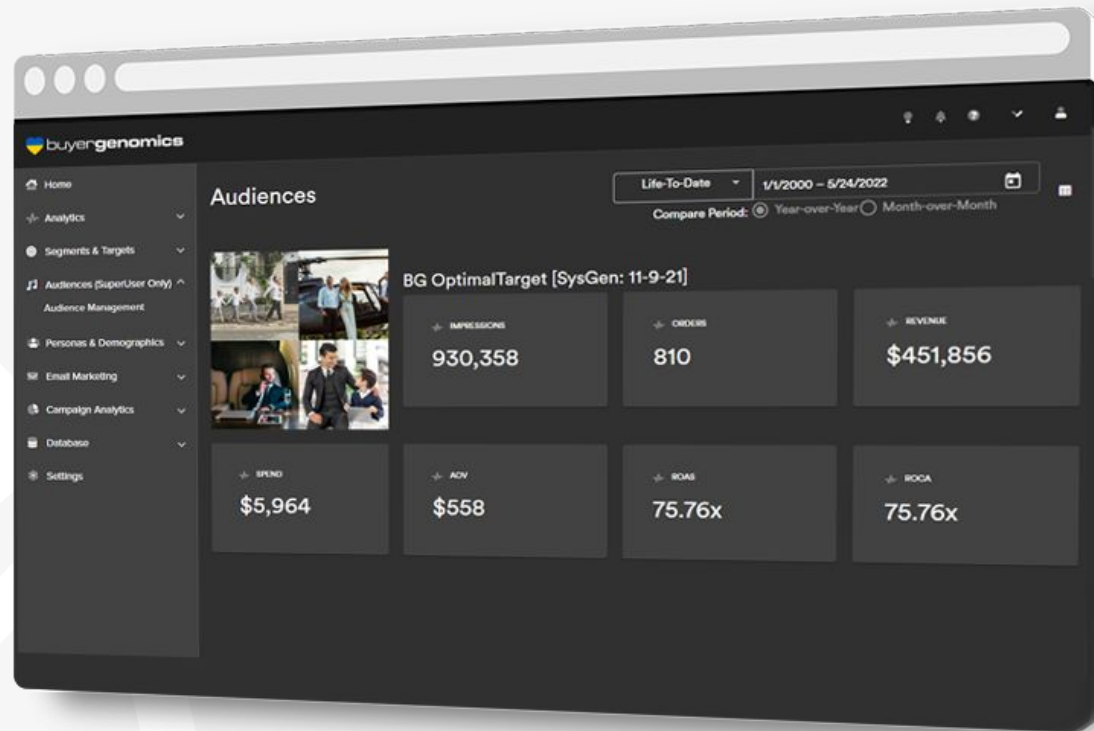 buyergenomics
Home
Analytics
Segments & Targets
Audiences (SuperUser Only)
Audience Management
Personas & Demographics
Email Marketing
Campaign Analytics
Database
Settings
Audiences
Life-To-Date
1/1/2000 – 5/24/2022
Compare Period: Year-over-Year Month-over-Month
BG OptimalTarget [SysGen: 11-9-21]
IMPRESSIONS
930,358
ORDERS
810
REVENUE
$451,856
SPEND
$5,964
AOV
$558
ROAS
75.76x
ROCA
75.76x